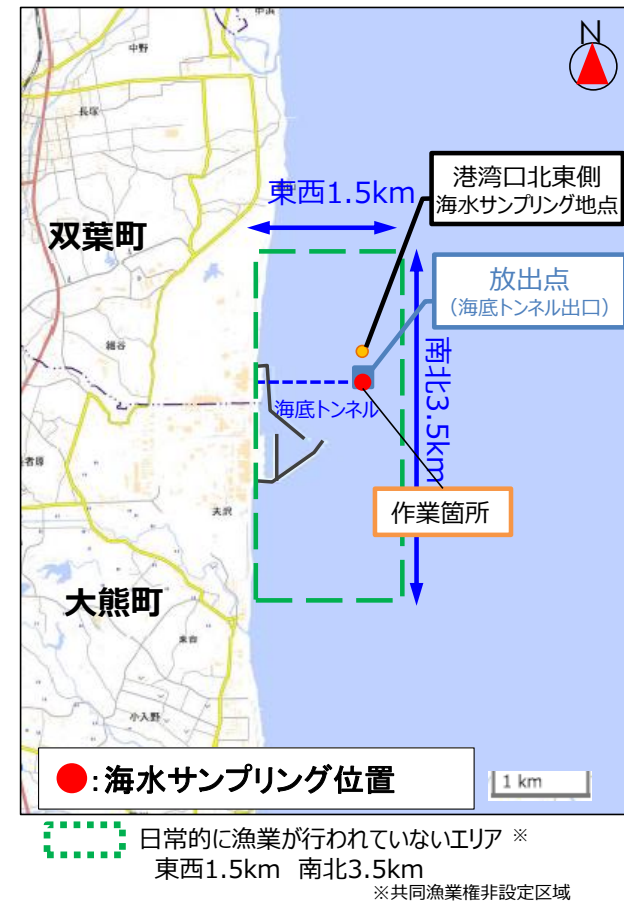 中浜
中野
N
長塚
港湾口北東側
海水サンプリング地点
東西1.5km
双葉町
放出点
(海底トンネル出口)
細谷
南北3.5km
海底トンネル
夫沢
作業箇所
大熊町
小入野
●:海水サンプリング位置
1 km
日常的に漁業が行われていないエリア ※
東西1.5km 南北3.5km
※共同漁業権非設定区域